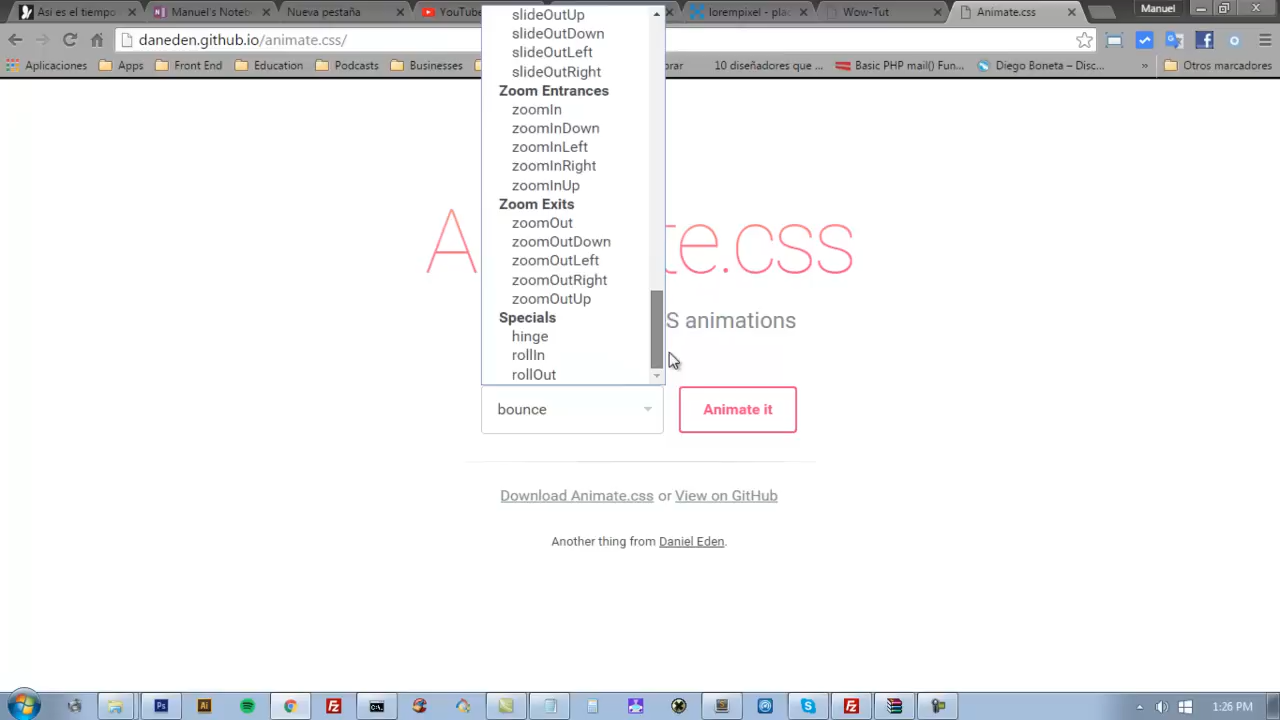 Asi es el tiempo
Manuel's Noteb
Front End Vide
YouTube
lorempixel - plac
Wow-Tut
Animate.css
Manuel
daneden.github.io/animate.css/
Aplicaciones
Front End
Education
Podcasts
Businesses
10 diseñadores que ...
Basic PHP mail() Fun...
Diego Boneta – Disc...
»
Otros marcadores
slideOutUp
slideOutDown
slideOutLeft
slideOutRight
Zoom Entrances
zoomIn
zoomInDown
zoomInLeft
zoomInRight
zoomInUp
Zoom Exits
zoomOut
zoomOutDown
zoomOutLeft
zoomOutRight
zoomOutUp
Specials
hinge
rollIn
rollOut
A te.css
S animations
bounce
Animate it
Download Animate.css or View on GitHub
Another thing from Daniel Eden.
1:26 PM